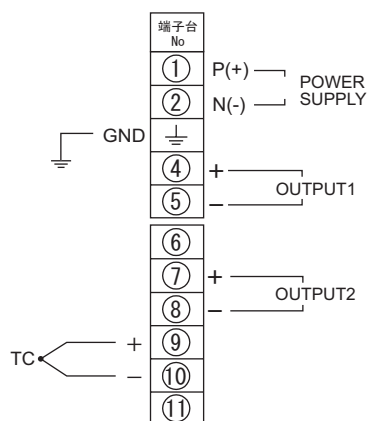 端子台
No
① P(+)
POWER
SUPPLY
② N(-)
GND
④ +
OUTPUT1
⑤ −
⑥
⑦ +
OUTPUT2
⑧ −
+ ⑨
TC
− ⑩
⑪